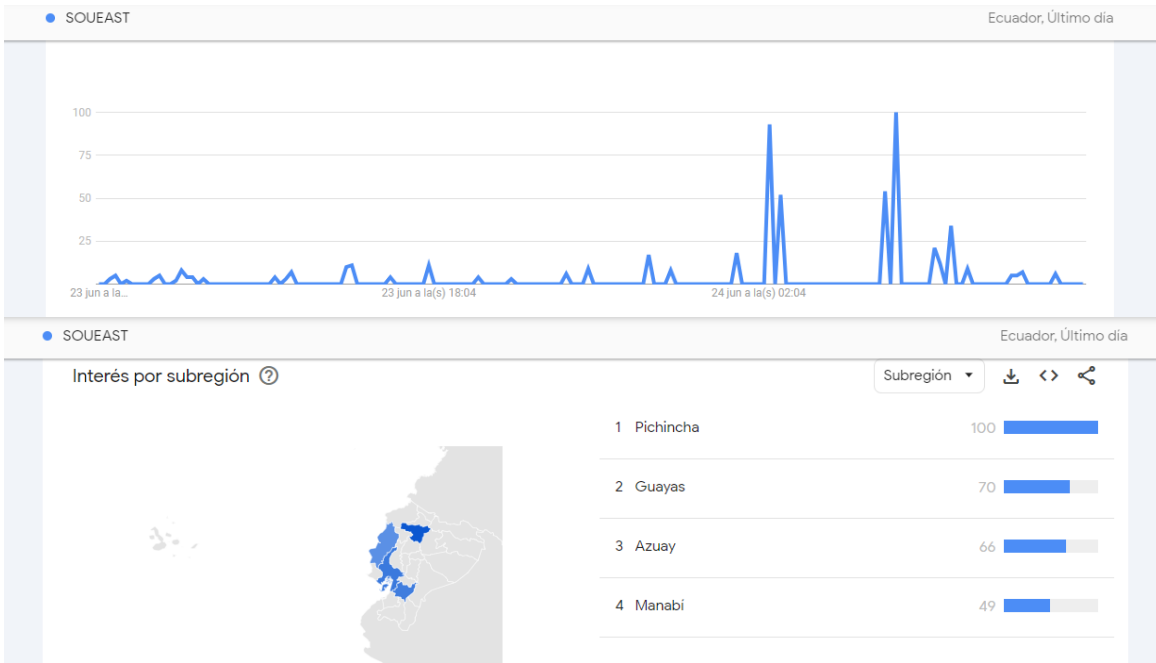 SOUEAST Ecuador, Último día
100
75
50
25
23 jun a la… 23 jun a la(s) 18:04 24 jun a la(s) 02:04
SOUEAST Ecuador, Último día
Interés por subregión ? Subregión
1 Pichincha 100
2 Guayas 70
3 Azuay 66
4 Manabí 49